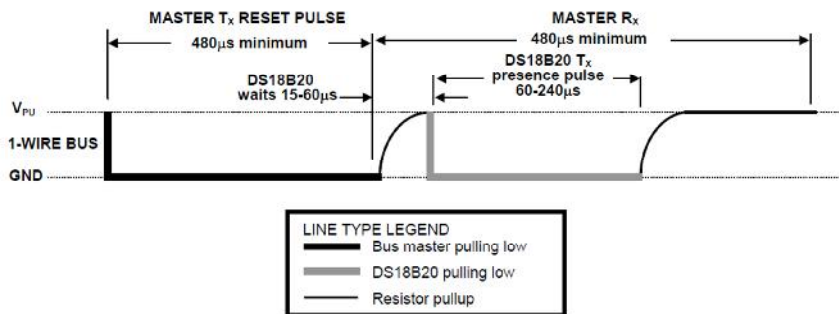 MASTER Tx RESET PULSE
MASTER Rx
480μs minimum
480μs minimum
DS18B20
waits 15-60μs
DS18B20 Tx
presence pulse
60-240μs
VPU
1-WIRE BUS
GND
LINE TYPE LEGEND
Bus master pulling low
DS18B20 pulling low
Resistor pullup